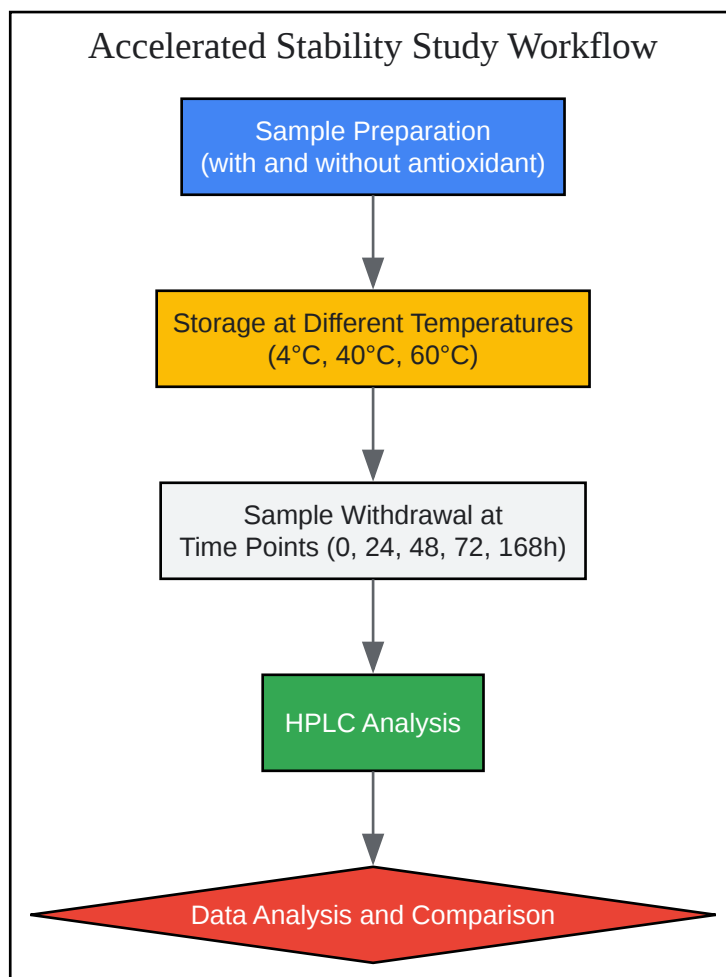 Accelerated Stability Study Workflow
Sample Preparation
(with and without antioxidant)
Storage at Different Temperatures
(4°C, 40°C, 60°C)
Sample Withdrawal at
Time Points (0, 24, 48, 72, 168h)
HPLC Analysis
Data Analysis and Comparison